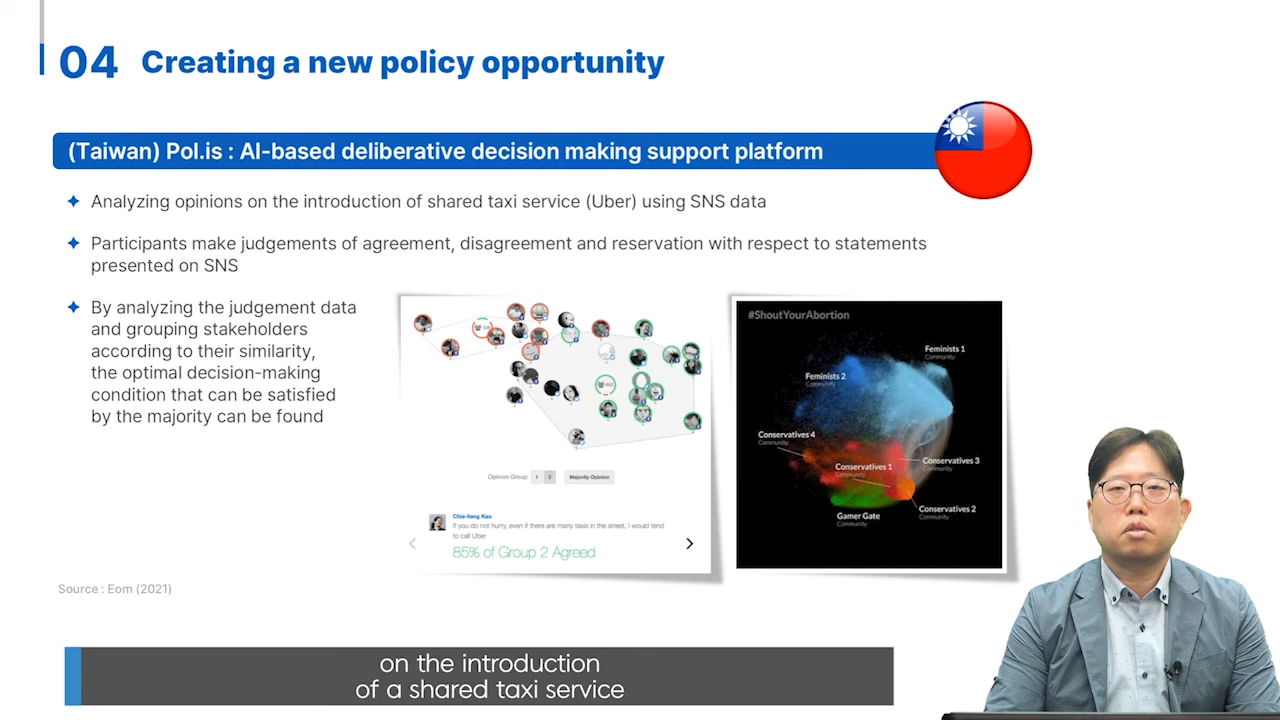 04 Creating a new policy opportunity
(Taiwan) Pol.is : AI-based deliberative decision making support platform
Analyzing opinions on the introduction of shared taxi service (Uber) using SNS data
Participants make judgements of agreement, disagreement and reservation with respect to statements
presented on SNS
By analyzing the judgement data
and grouping stakeholders
according to their similarity,
the optimal decision-making
condition that can be satisfied
by the majority can be found
Opinion Group: 1 2 Majority Opinion
Chia-liang Kao
If you do not hurry, even if there are many taxis in the street, I would tend
to call Uber
85% of Group 2 Agreed
#ShoutYourAbortion
Feminists 1
Community
Feminists 2
Community
Conservatives 4
Community
Conservatives 1
Community
Conservatives 3
Community
Conservatives 2
Community
Gamer Gate
Community
Source : Eom (2021)
on the introduction
of a shared taxi service